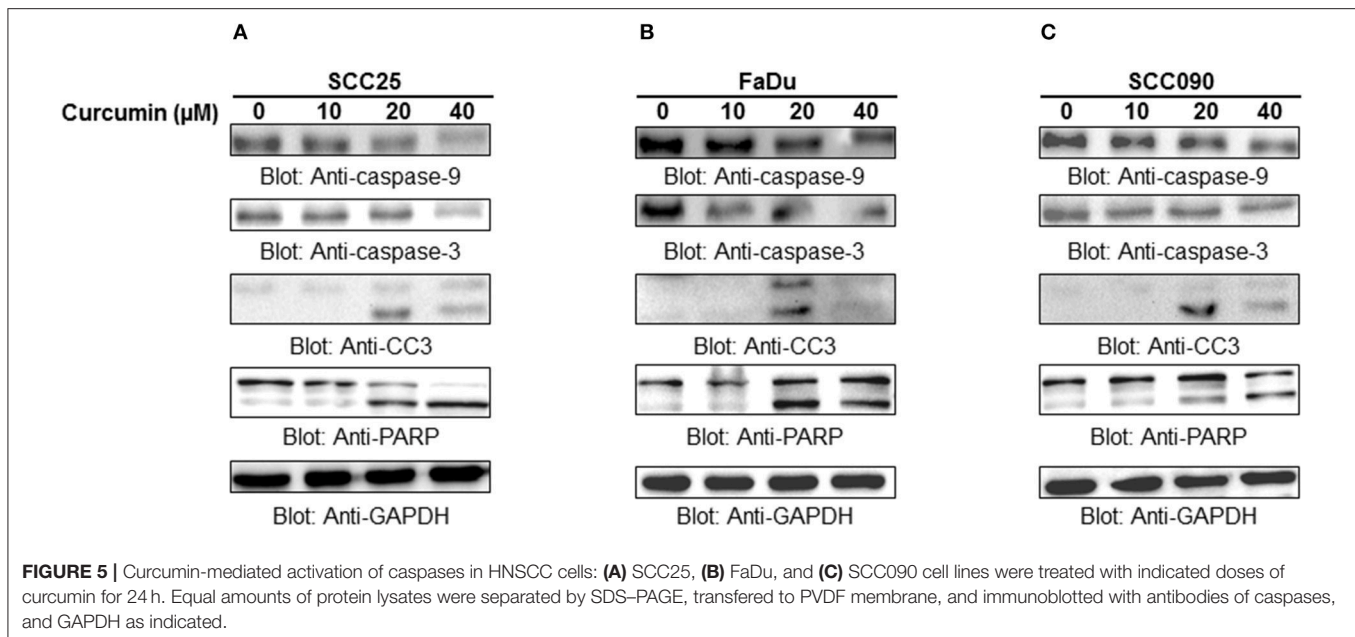 A
B
C
SCC25
FaDu
SCC090
Curcumin (µM) 0 10 20 40
0 10 20 40
0 10 20 40
Blot: Anti-caspase-9
Blot: Anti-caspase-9
Blot: Anti-caspase-9
Blot: Anti-caspase-3
Blot: Anti-caspase-3
Blot: Anti-caspase-3
Blot: Anti-CC3
Blot: Anti-CC3
Blot: Anti-CC3
Blot: Anti-PARP
Blot: Anti-PARP
Blot: Anti-PARP
Blot: Anti-GAPDH
Blot: Anti-GAPDH
Blot: Anti-GAPDH
FIGURE 5 | Curcumin-mediated activation of caspases in HNSCC cells: (A) SCC25, (B) FaDu, and (C) SCC090 cell lines were treated with indicated doses of
curcumin for 24 h. Equal amounts of protein lysates were separated by SDS–PAGE, transfered to PVDF membrane, and immunoblotted with antibodies of caspases,
and GAPDH as indicated.